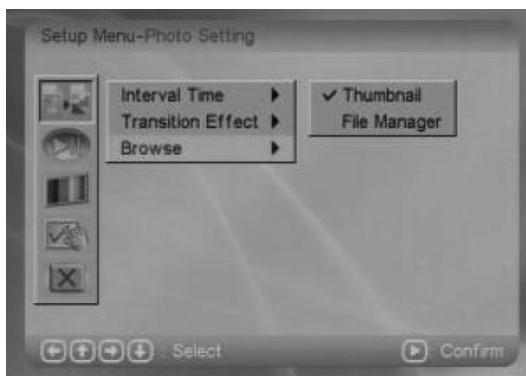 Setup Menu-Photo Setting
Interval Time
Transition Effect
Browse
✓ Thumbnail
File Manager
: Select
: Confirm